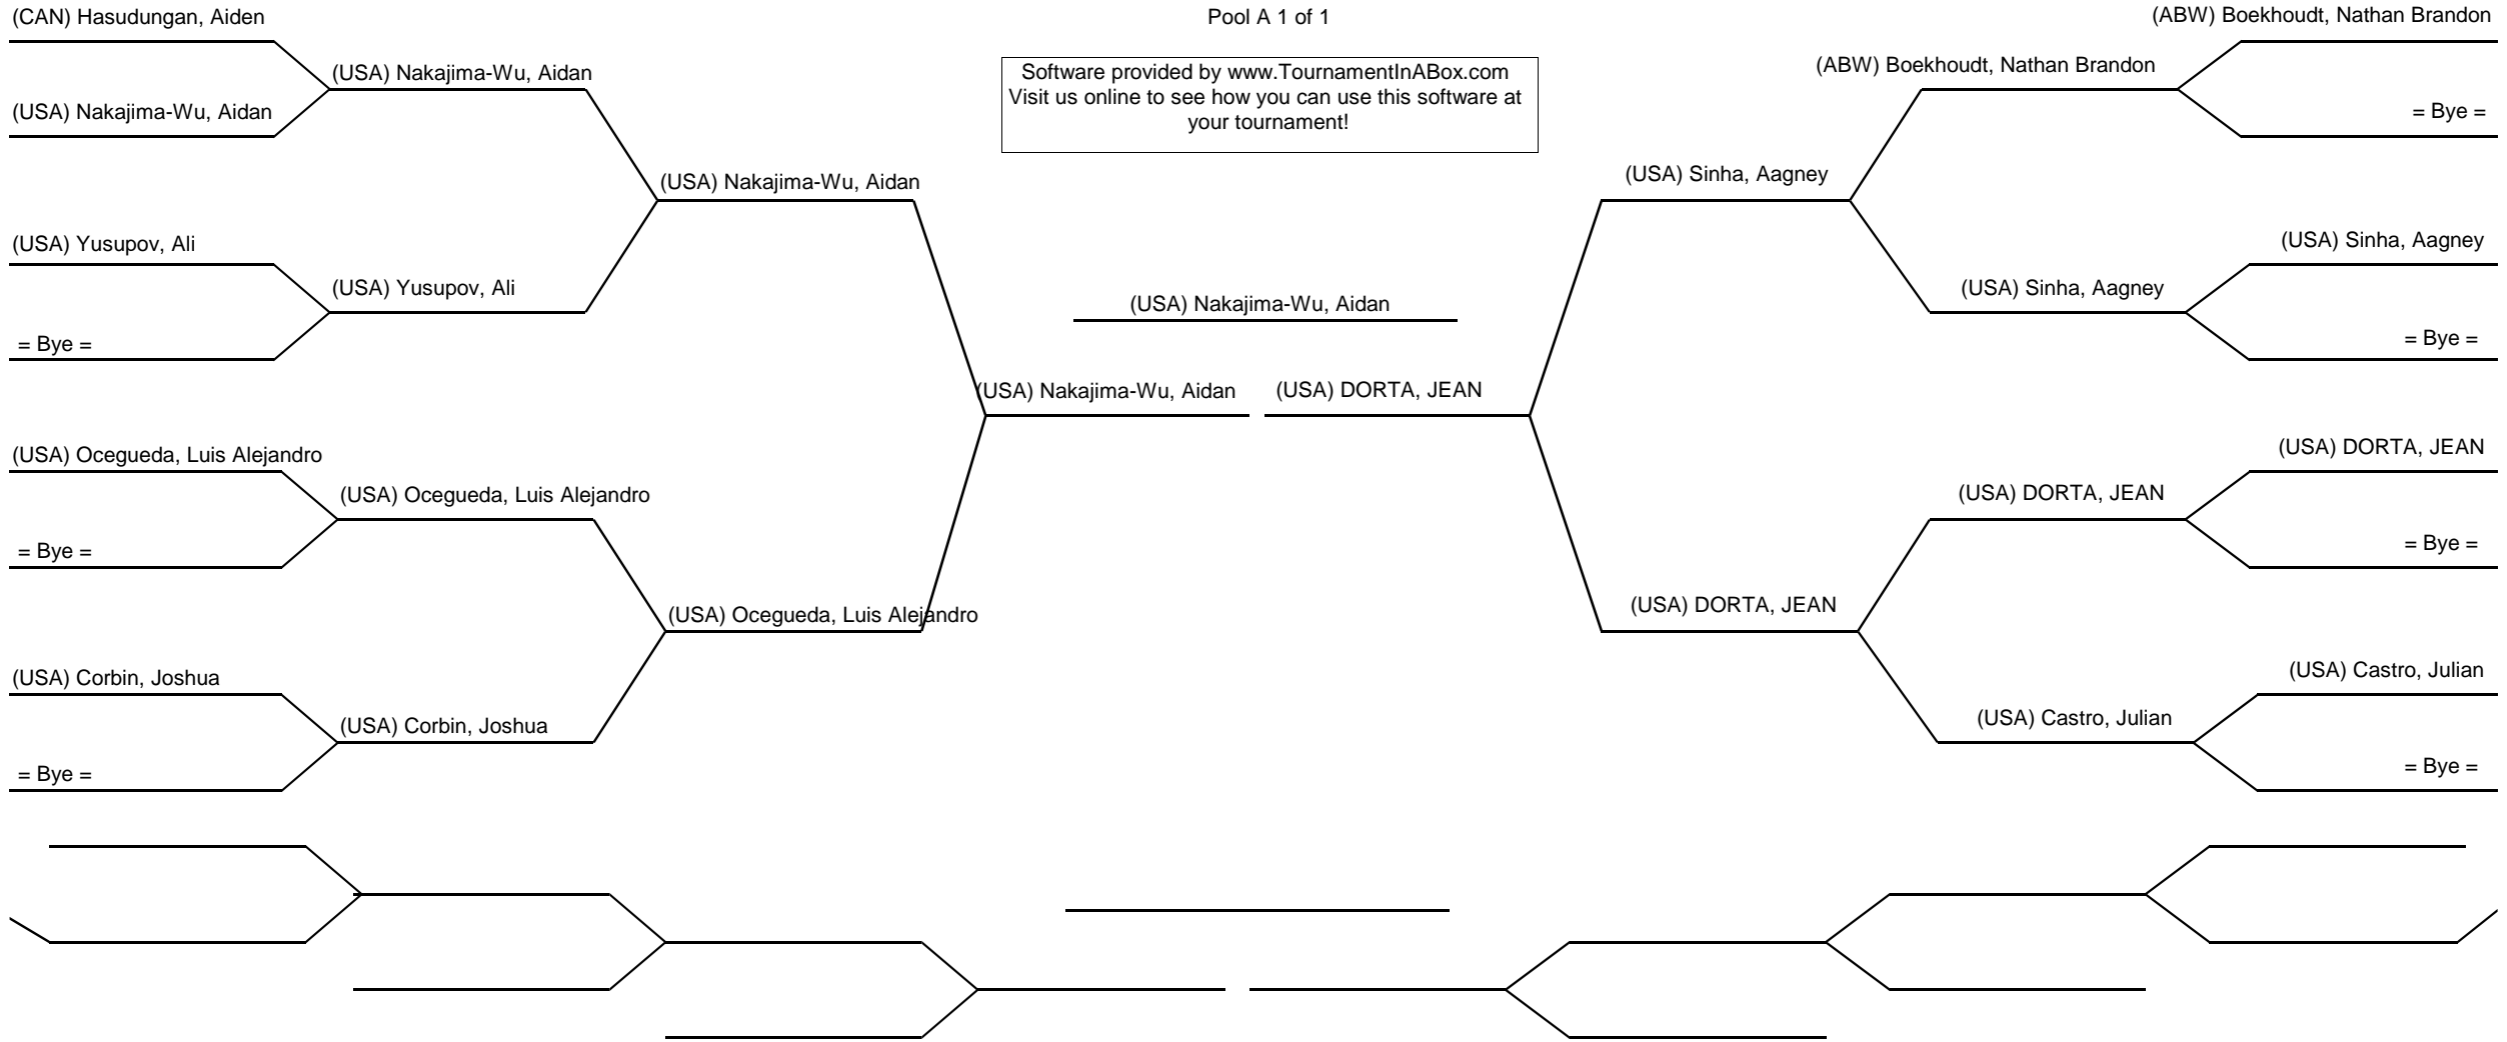 (CAN) Hasudungan, Aiden
Pool A 1 of 1
(ABW) Boekhoudt, Nathan Brandon
(USA) Nakajima-Wu, Aidan
Software provided by www.TournamentInABox.com
Visit us online to see how you can use this software at
your tournament!
(ABW) Boekhoudt, Nathan Brandon
(USA) Nakajima-Wu, Aidan
= Bye =
(USA) Nakajima-Wu, Aidan
(USA) Sinha, Aagney
(USA) Yusupov, Ali
(USA) Sinha, Aagney
(USA) Yusupov, Ali
(USA) Nakajima-Wu, Aidan
(USA) Sinha, Aagney
= Bye =
= Bye =
(USA) Nakajima-Wu, Aidan
(USA) DORTA, JEAN
(USA) Ocegueda, Luis Alejandro
(USA) DORTA, JEAN
(USA) Ocegueda, Luis Alejandro
(USA) DORTA, JEAN
= Bye =
= Bye =
(USA) Ocegueda, Luis Alejandro
(USA) DORTA, JEAN
(USA) Corbin, Joshua
(USA) Castro, Julian
(USA) Corbin, Joshua
(USA) Castro, Julian
= Bye =
= Bye =